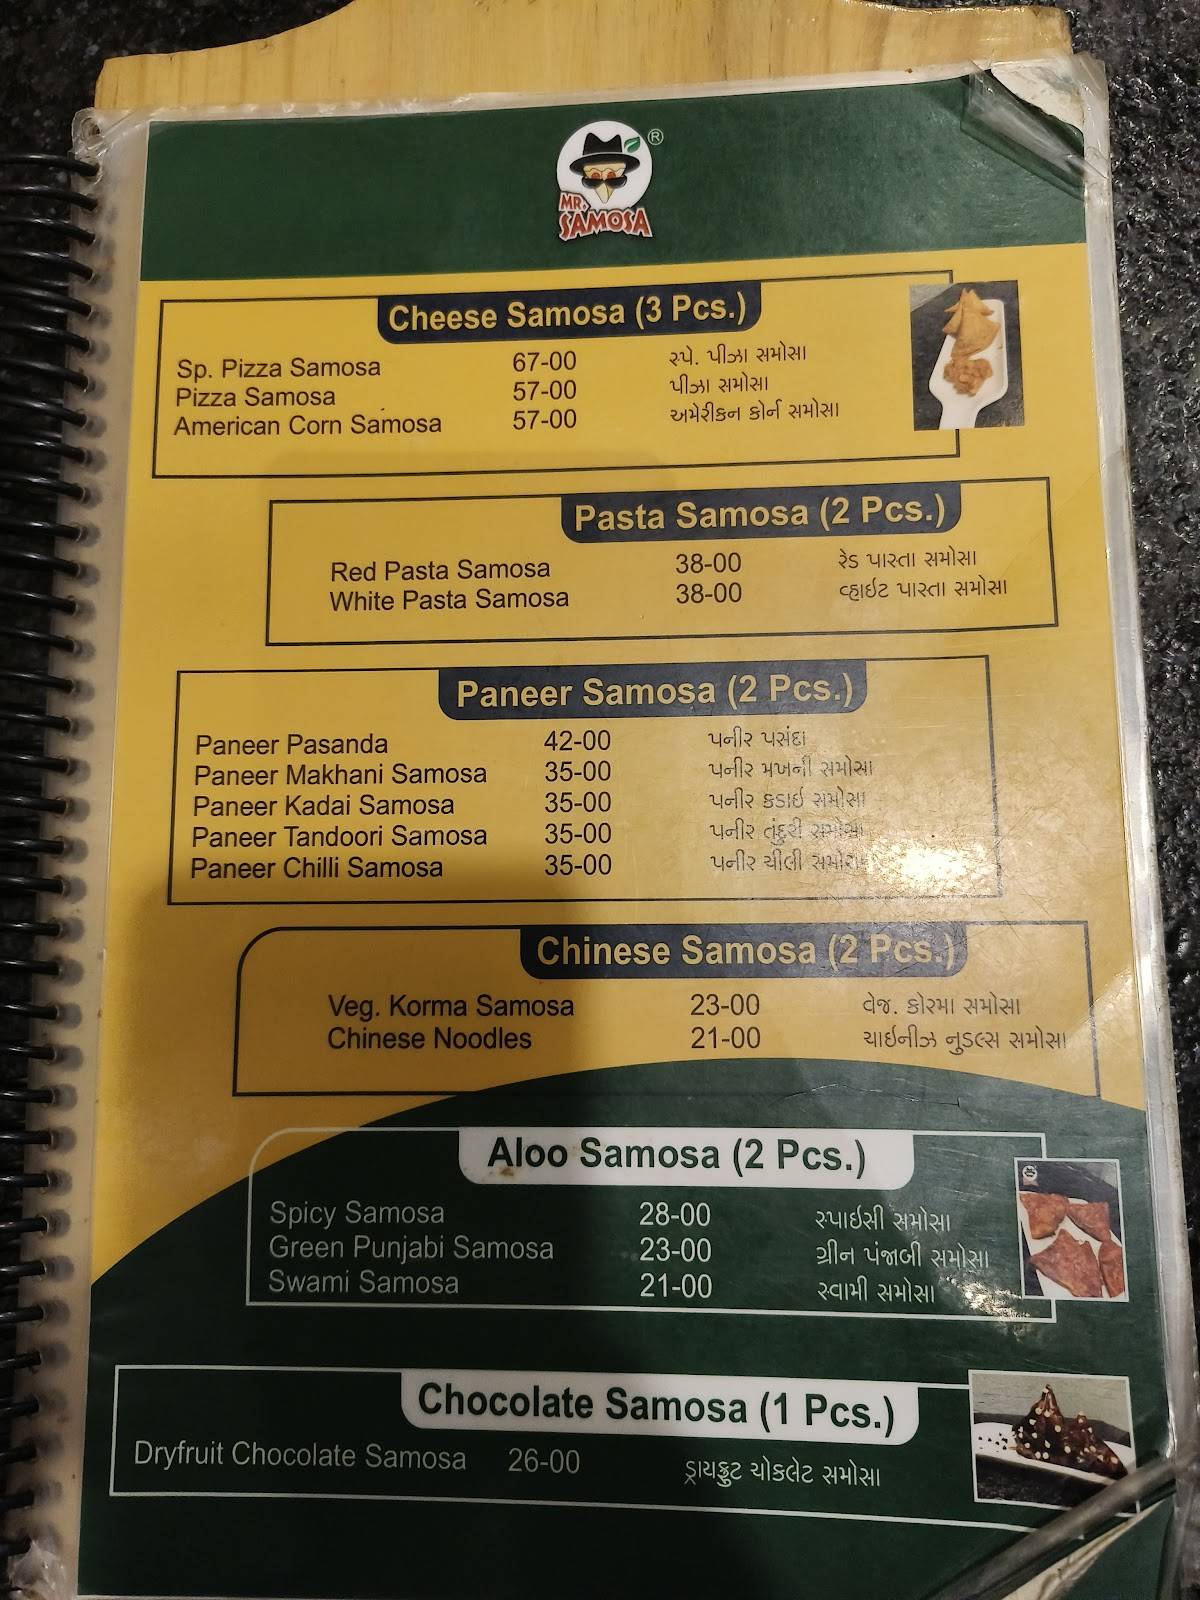 MR.
SAMOSA
®
Cheese Samosa (3 Pcs.)
Sp. Pizza Samosa 67-00 સ્પે. પીઝા સમોસા
Pizza Samosa 57-00 પીઝા સમોસા
American Corn Samosa 57-00 અમેરીકન કોર્ન સમોસા
Pasta Samosa (2 Pcs.)
Red Pasta Samosa 38-00 રેડ પાસ્તા સમોસા
White Pasta Samosa 38-00 વ્હાઇટ પાસ્તા સમોસા
Paneer Samosa (2 Pcs.)
Paneer Pasanda 42-00 પનીર પસંદા
Paneer Makhani Samosa 35-00 પનીર મખની સમોસા
Paneer Kadai Samosa 35-00 પનીર કડાઇ સમોસા
Paneer Tandoori Samosa 35-00 પનીર તંદુરી સમોસા
Paneer Chilli Samosa 35-00 પનીર ચીલી સમોસા
Chinese Samosa (2 Pcs.)
Veg. Korma Samosa 23-00 વેજ. કોરમા સમોસા
Chinese Noodles 21-00 ચાઇનીઝ નુડલ્સ સમોસા
Aloo Samosa (2 Pcs.)
Spicy Samosa 28-00 સ્પાઇસી સમોસા
Green Punjabi Samosa 23-00 ગ્રીન પંજાબી સમોસા
Swami Samosa 21-00 સ્વામી સમોસા
Chocolate Samosa (1 Pcs.)
Dryfruit Chocolate Samosa 26-00 ડ્રાયફ્રુટ ચોકલેટ સમોસા